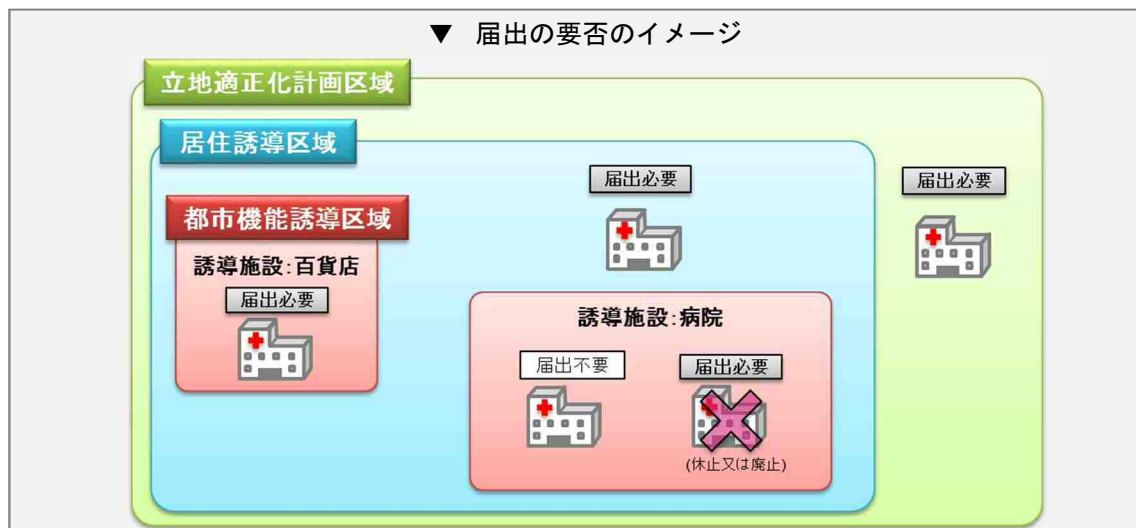 ▼ 届出の要否のイメージ
立地適正化計画区域
居住誘導区域
届出必要
届出必要
都市機能誘導区域
誘導施設:百貨店
届出必要
誘導施設:病院
届出不要
届出必要
(休止又は廃止)